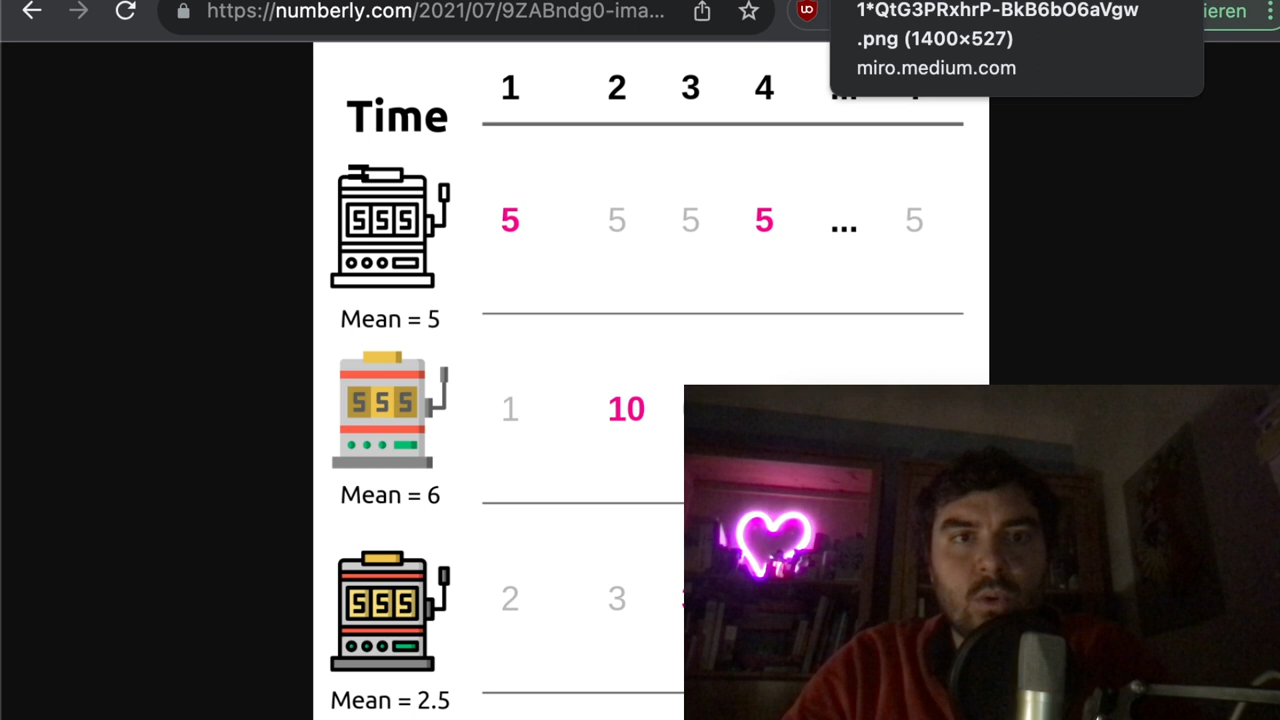 https://numberly.com/2021/07/9ZABndg0-ima...
1*QtG3PRxhrP-BkB6bO6aVgw
.png (1400×527)
miro.medium.com
ieren
Time 1 2 3 4 ...
555
5 5 5 5 ... 5
Mean = 5
555
1 10
Mean = 6
555
2 3
Mean = 2.5